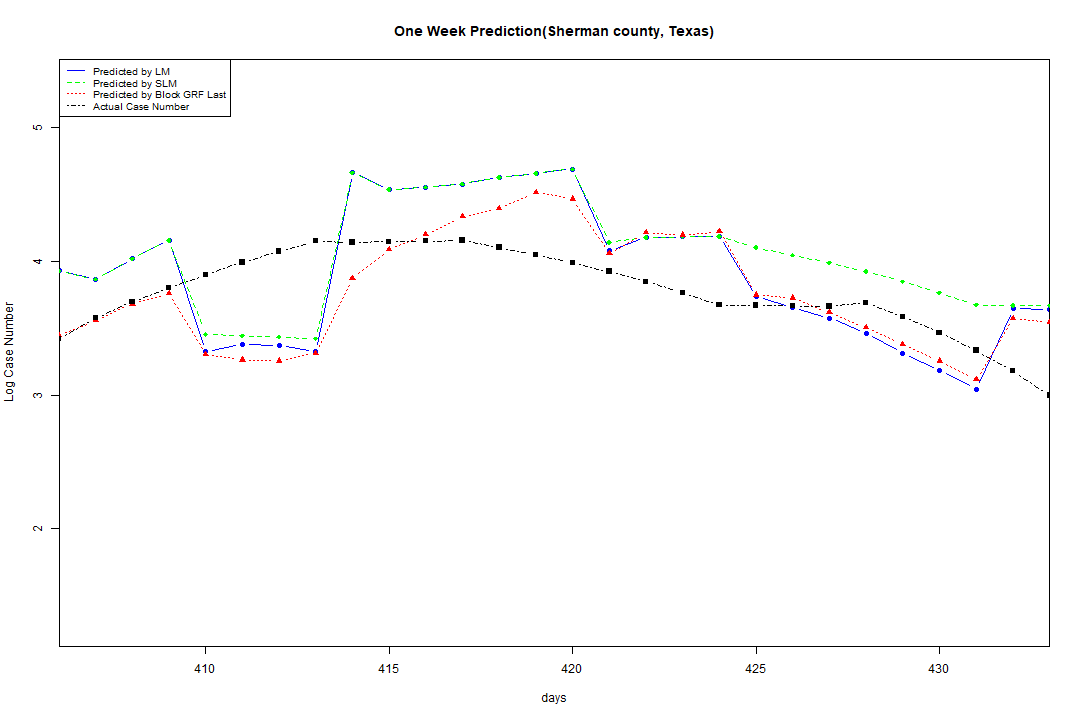 One Week Prediction(Sherman county, Texas)
Predicted by LM
Predicted by SLM
Predicted by Block GRF Last
Actual Case Number
5
4
3
2
Log Case Number
410 415 420 425 430
days